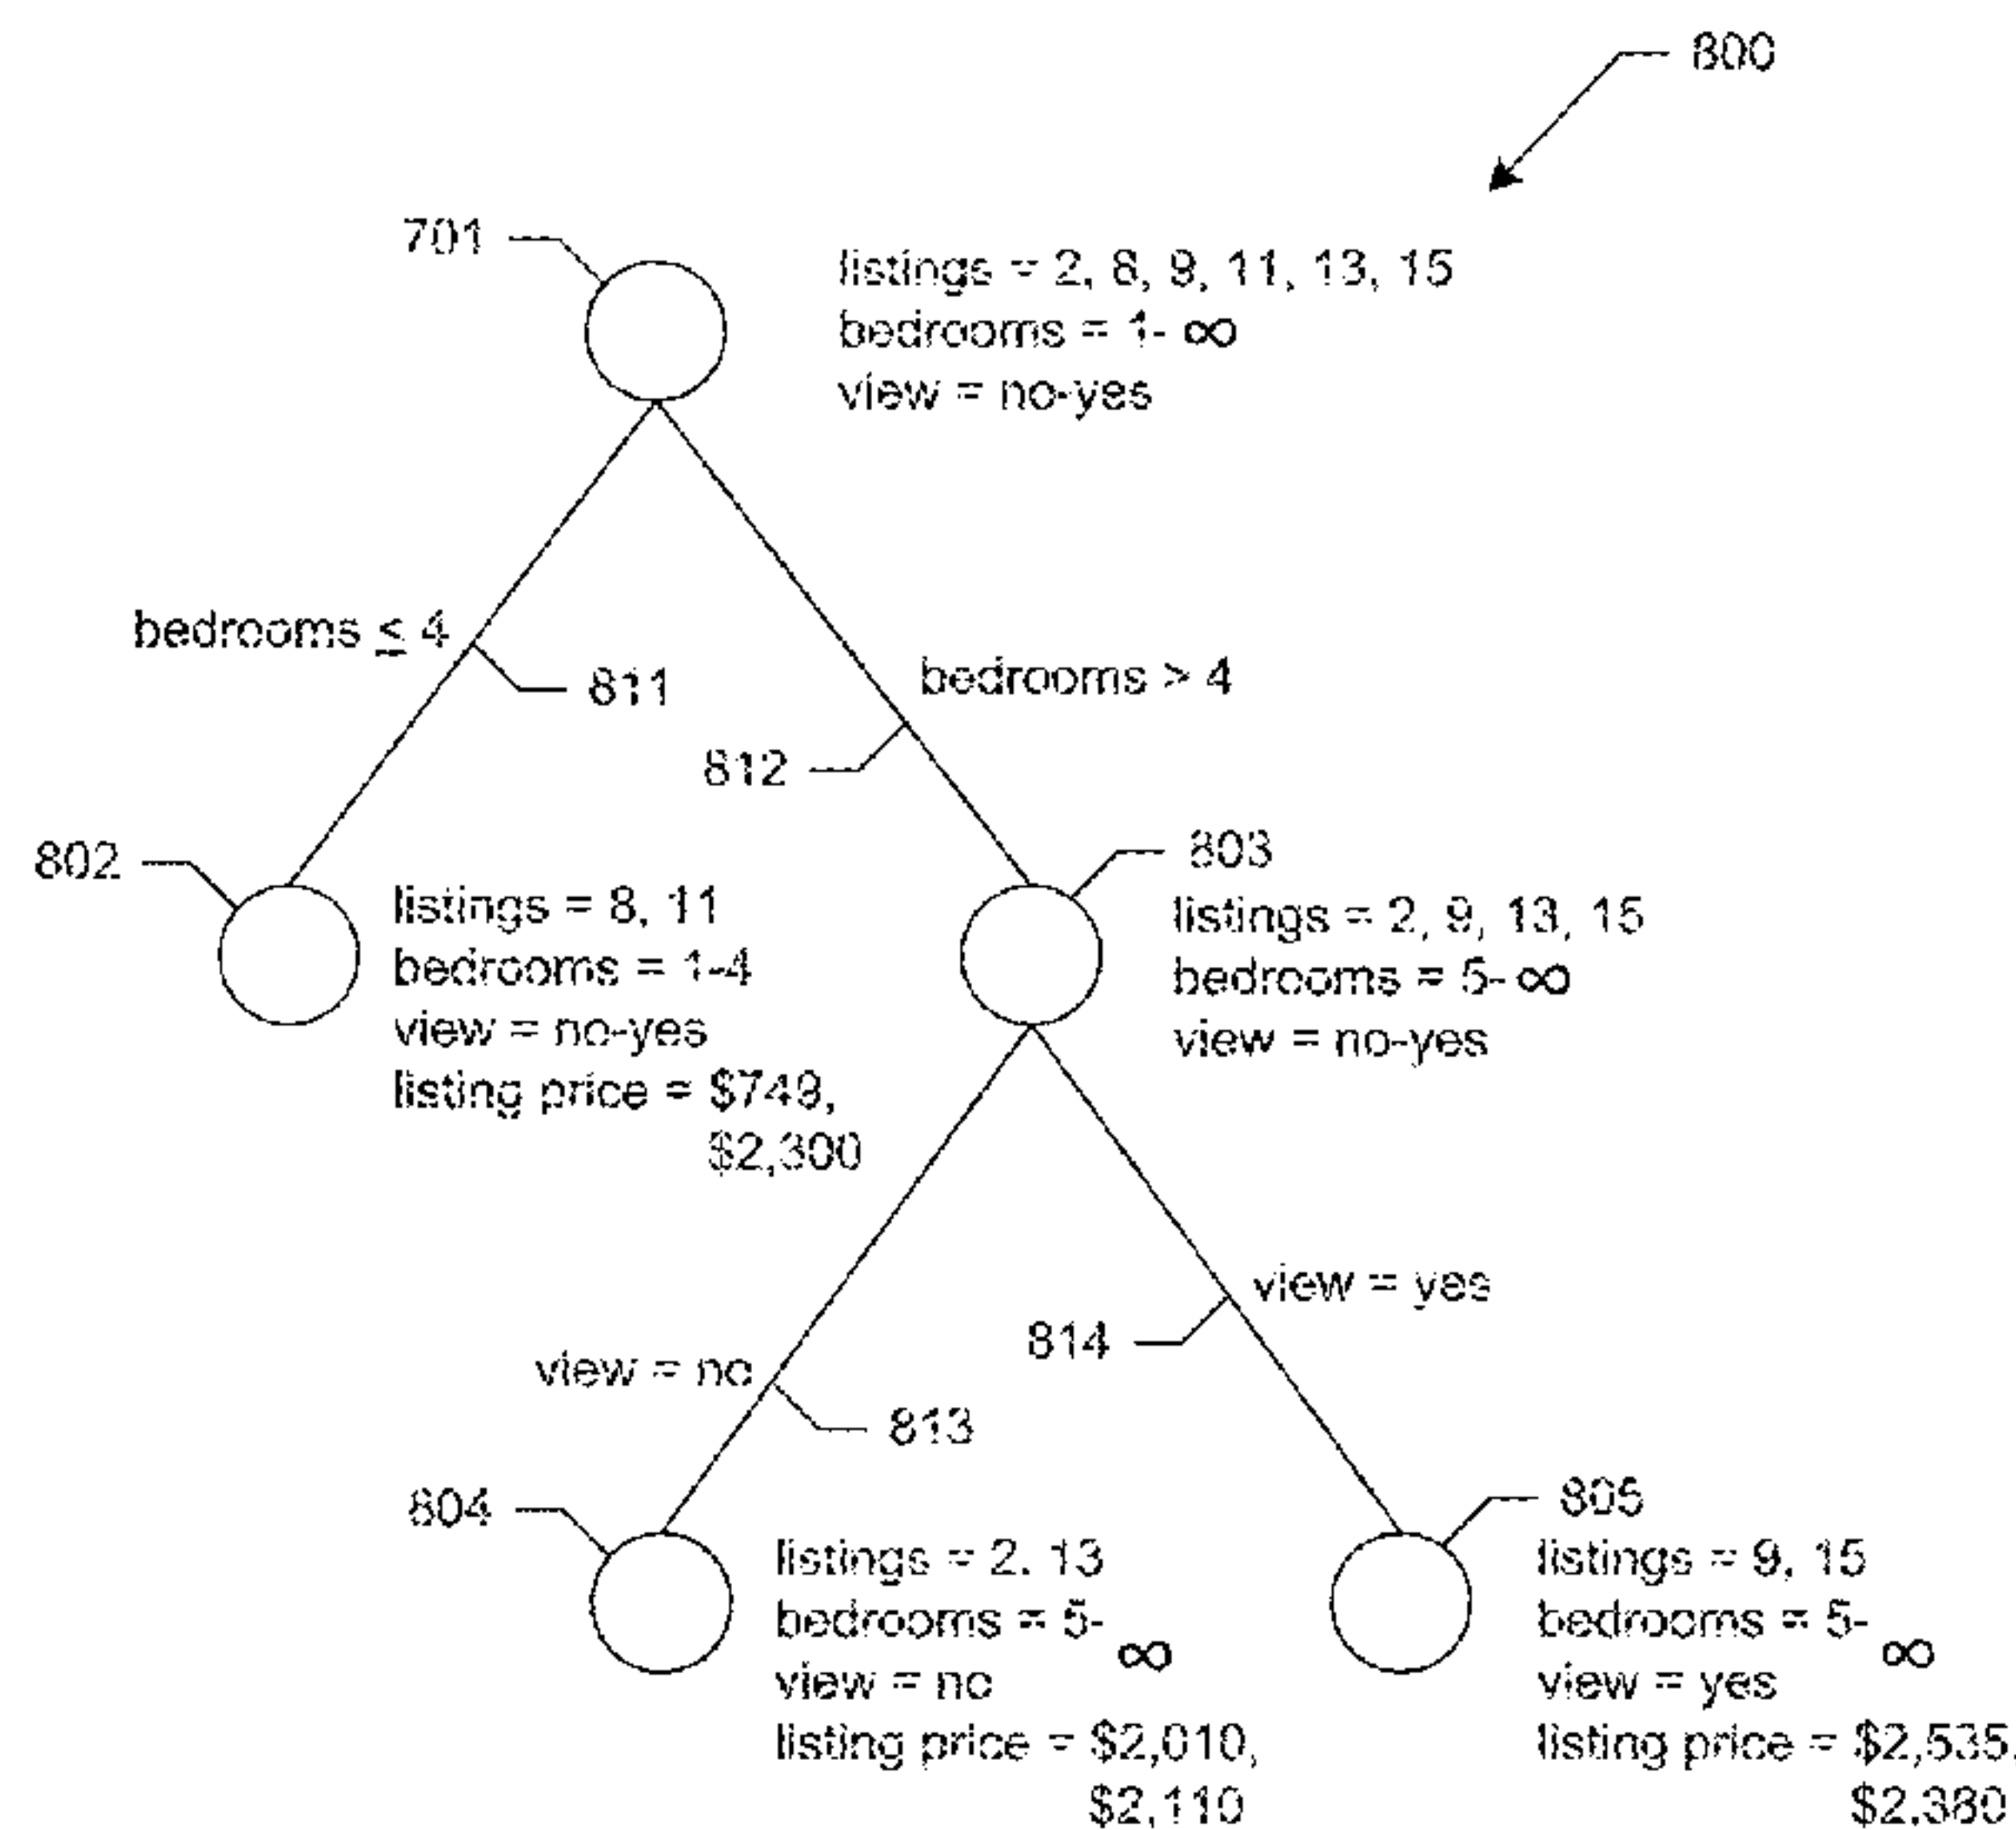 800
701
listings = 2, 8, 9, 11, 13, 15
bedrooms = 1- ∞
view = no-yes
bedrooms ≤ 4
811
bedrooms > 4
812
802
listings = 8, 11
bedrooms = 1-4
view = no-yes
listing price = $749,
$2,300
803
listings = 2, 9, 13, 15
bedrooms = 5- ∞
view = no-yes
view = yes
814
view = no
813
804
listings = 2, 13
bedrooms = 5- ∞
view = no
listing price = $2,010,
$2,110
805
listings = 9, 15
bedrooms = 5- ∞
view = yes
listing price = $2,535,
$2,380